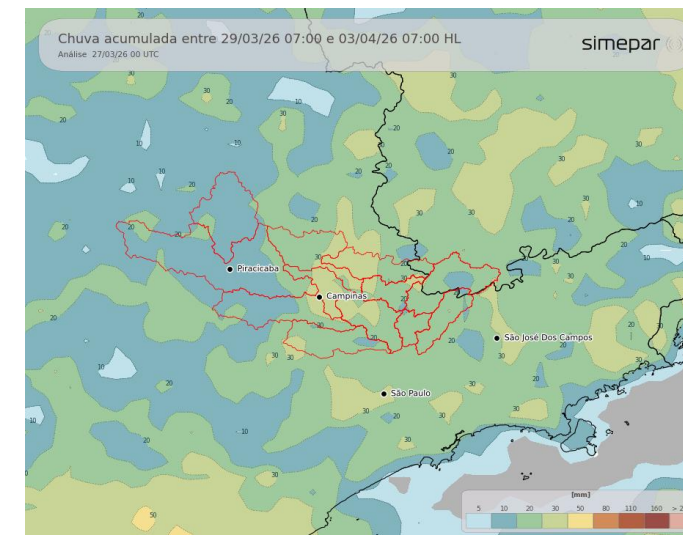 Chuva acumulada entre 29/03/26 07:00 e 03/04/26 07:00 HL
simepar
Análise 27/03/26 00 UTC
Piracicaba
Campinas
São José Dos Campos
São Paulo
[mm]
5 10 20 30 50 80 110 160 > 2